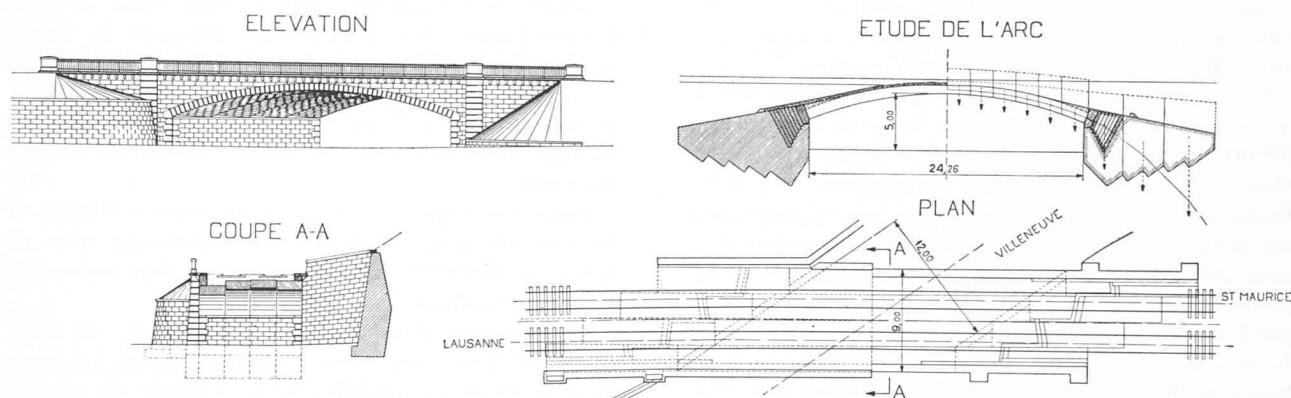 ELEVATION
ETUDE DE L'ARC
5,00
24,26
COUPE A-A
PLAN
A
VILLENEUVE
12,00
ST MAURICE
9,00
LAUSANNE
A